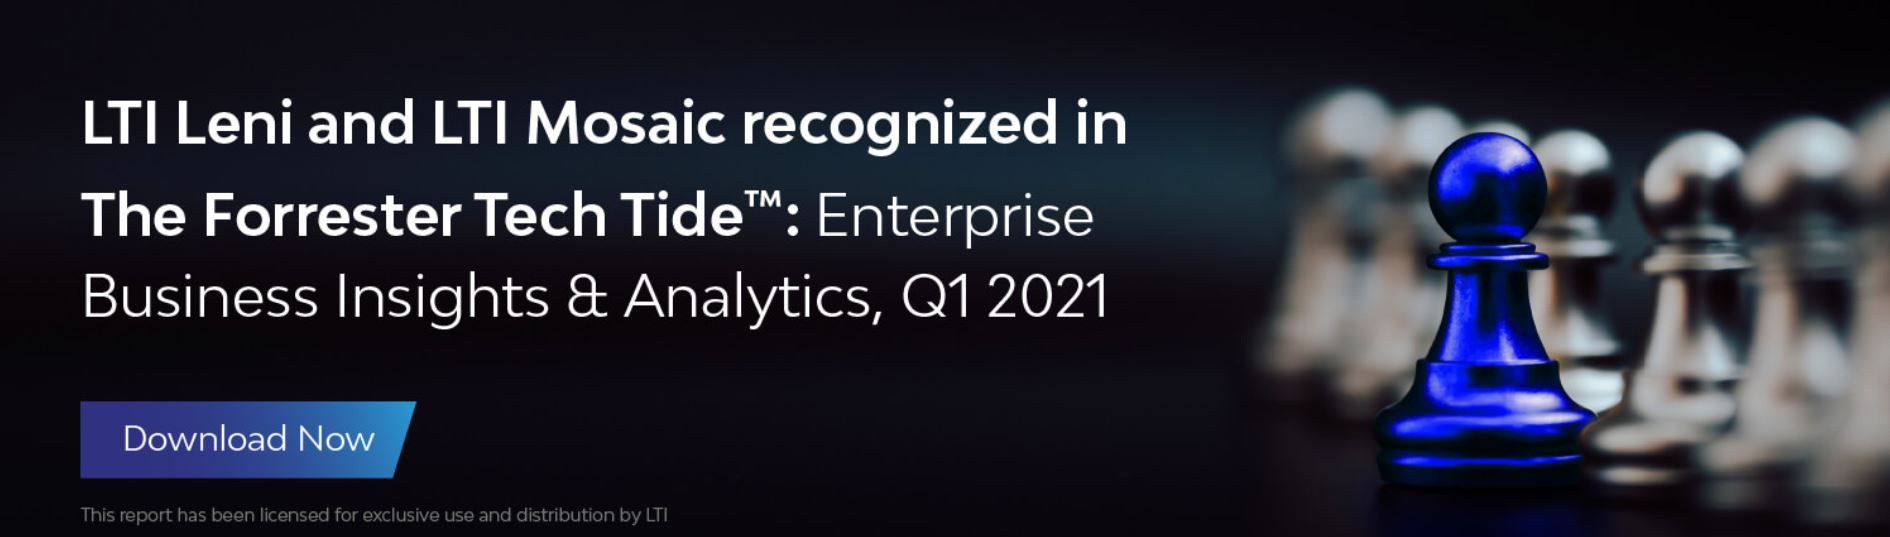 LTI Leni and LTI Mosaic recognized in
The Forrester Tech Tide™: Enterprise
Business Insights & Analytics, Q1 2021
Download Now
This report has been licensed for exclusive use and distribution by LTI